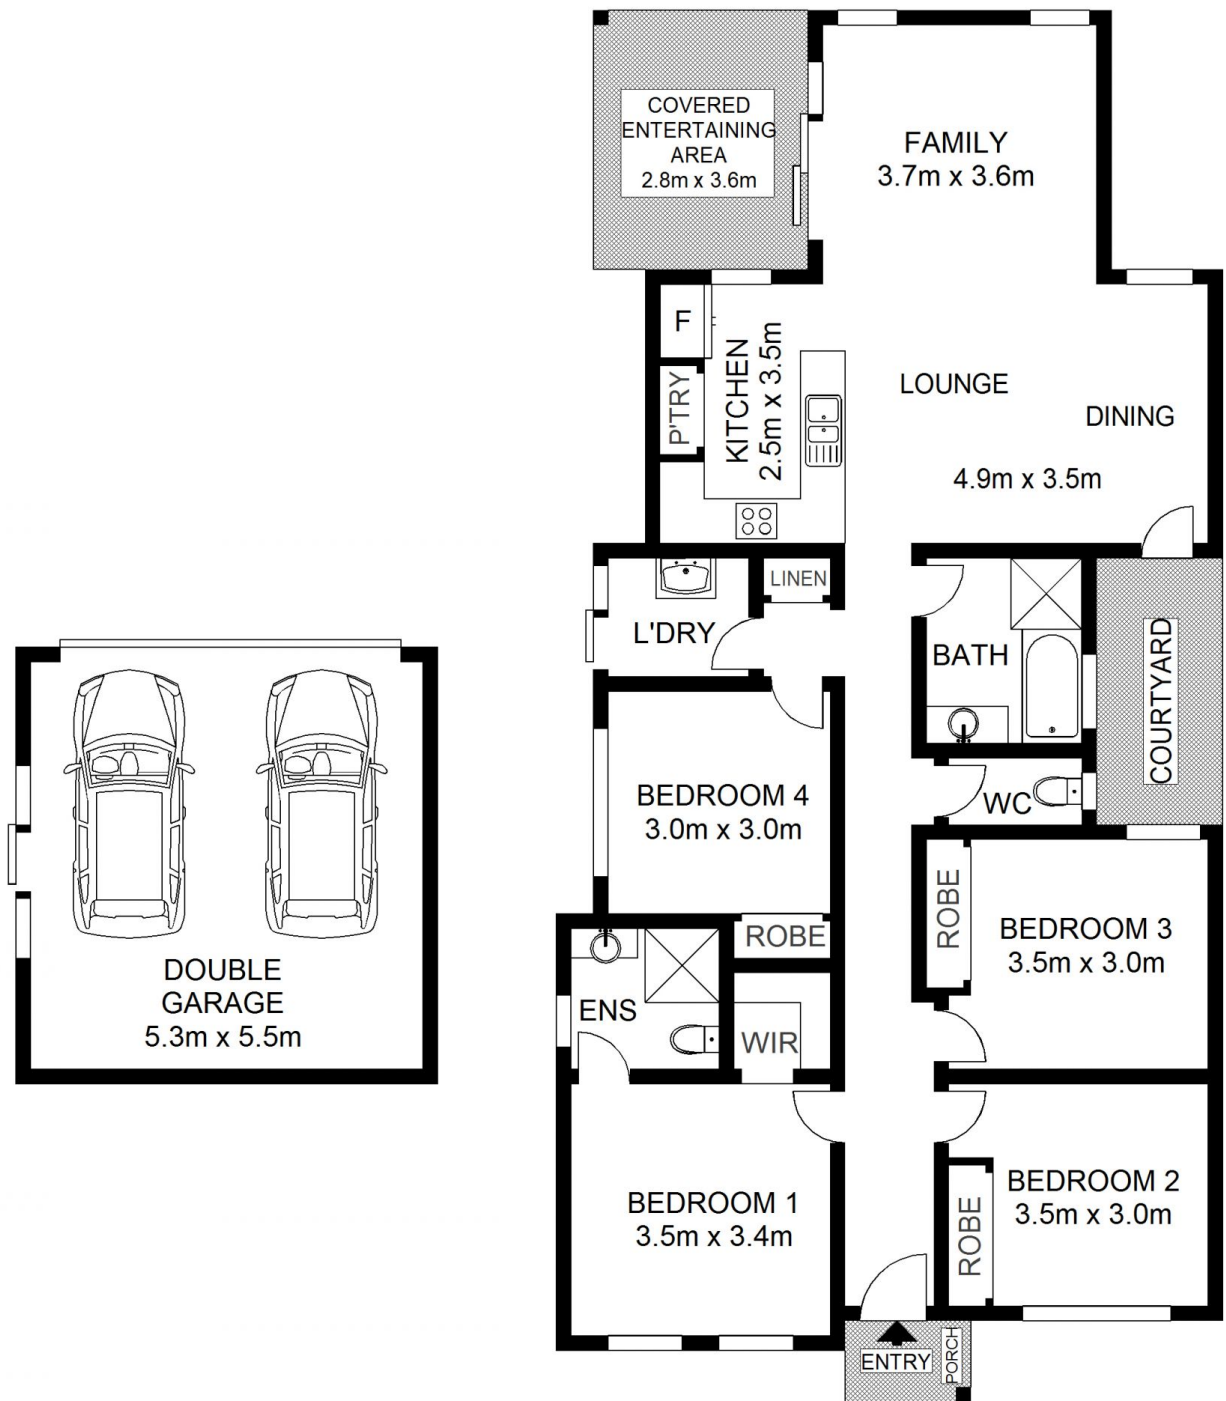 COVERED
ENTERTAINING
AREA
2.8m x 3.6m
FAMILY
3.7m x 3.6m
F
P'TRY
KITCHEN
2.5m x 3.5m
LOUNGE
DINING
4.9m x 3.5m
LINEN
L'DRY
BATH
COURTYARD
WC
BEDROOM 4
3.0m x 3.0m
ROBE
ROBE
BEDROOM 3
3.5m x 3.0m
DOUBLE
GARAGE
5.3m x 5.5m
ENS
WIR
BEDROOM 1
3.5m x 3.4m
BEDROOM 2
3.5m x 3.0m
ROBE
ENTRY
PORCH